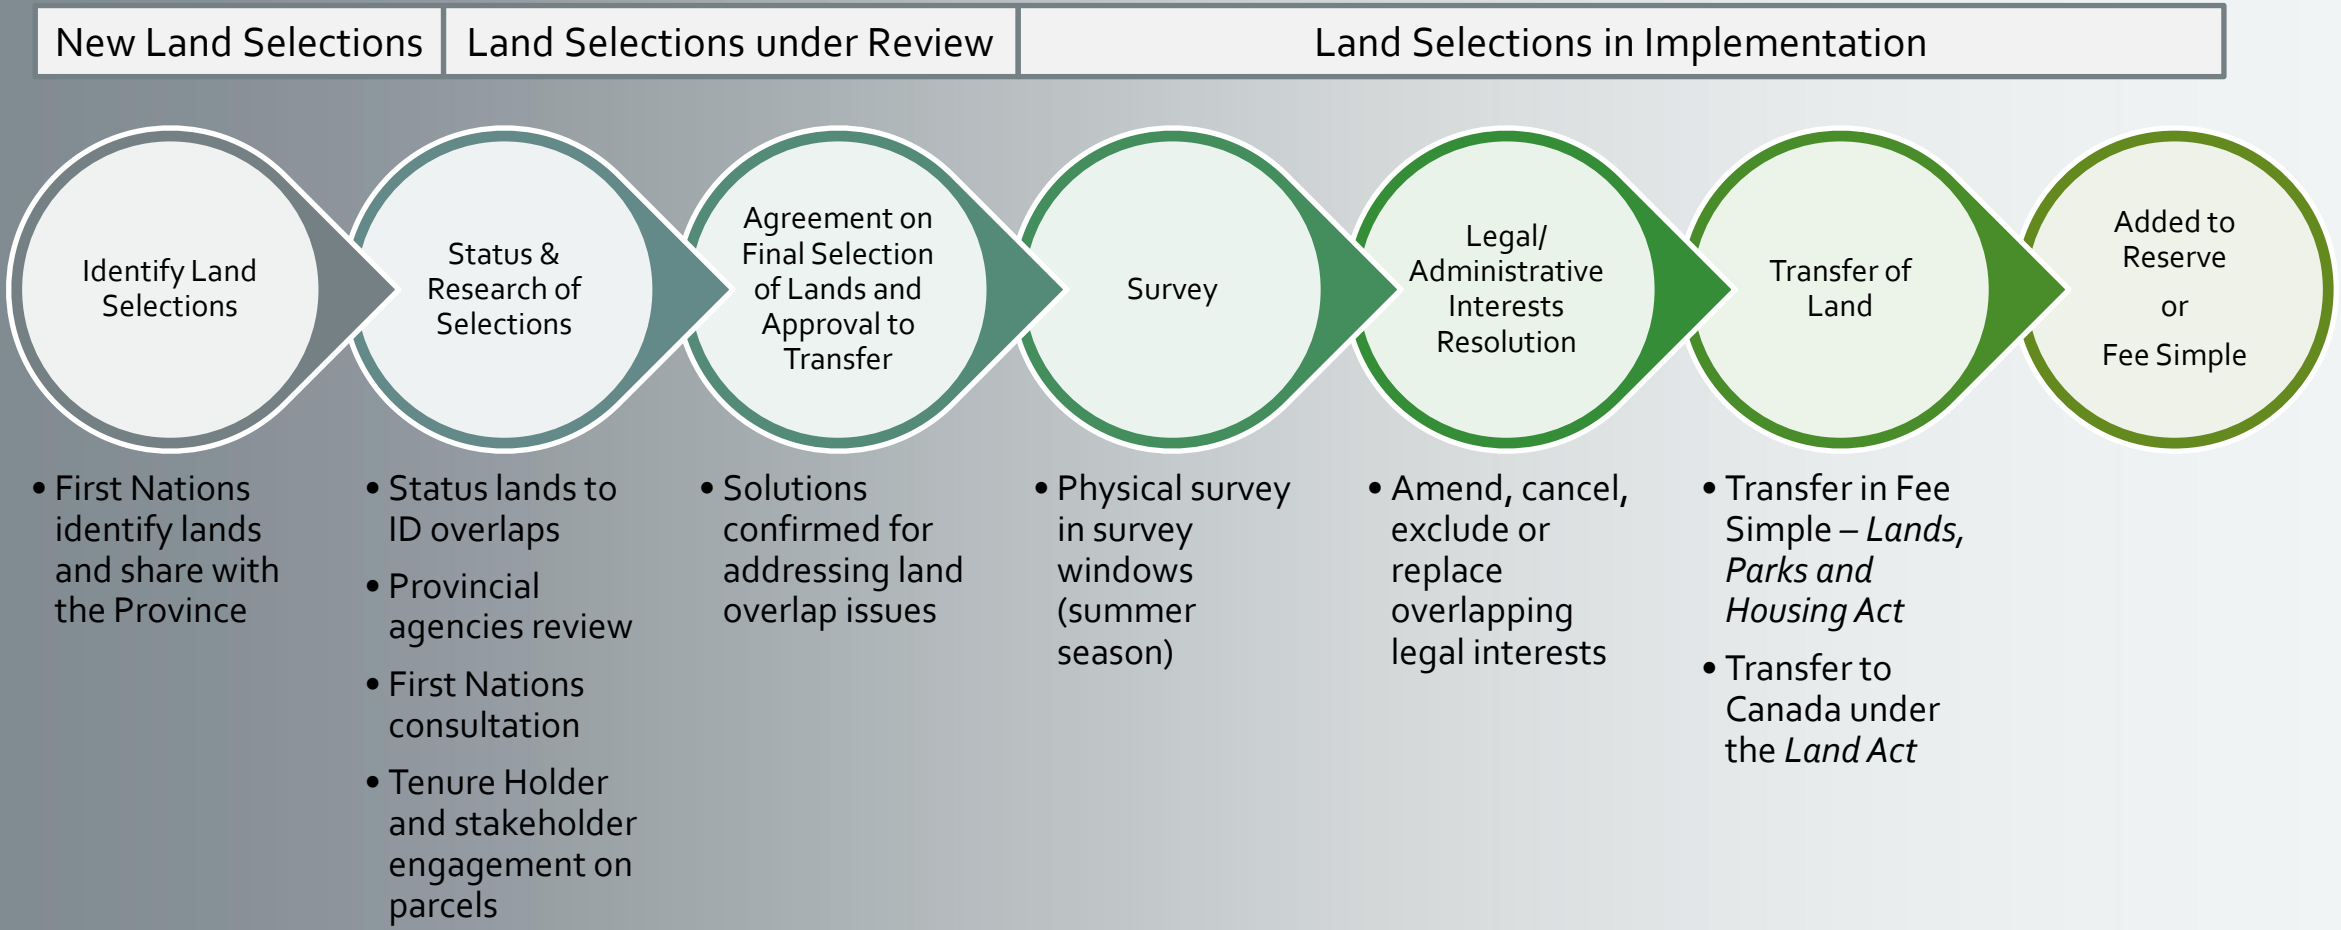 New Land Selections
Land Selections under Review
Land Selections in Implementation
Identify Land
Selections
Status &
Research of
Selections
Agreement on
Final Selection
of Lands and
Approval to
Transfer
Survey
Legal/
Administrative
Interests
Resolution
Transfer of
Land
Added to
Reserve
or
Fee Simple
• First Nations
identify lands
and share with
the Province
• Status lands to
ID overlaps
• Provincial
agencies review
• First Nations
consultation
• Tenure Holder
and stakeholder
engagement on
parcels
• Solutions
confirmed for
addressing land
overlap issues
• Physical survey
in survey
windows
(summer
season)
• Amend, cancel,
exclude or
replace
overlapping
legal interests
• Transfer in Fee
Simple – Lands,
Parks and
Housing Act
• Transfer to
Canada under
the Land Act